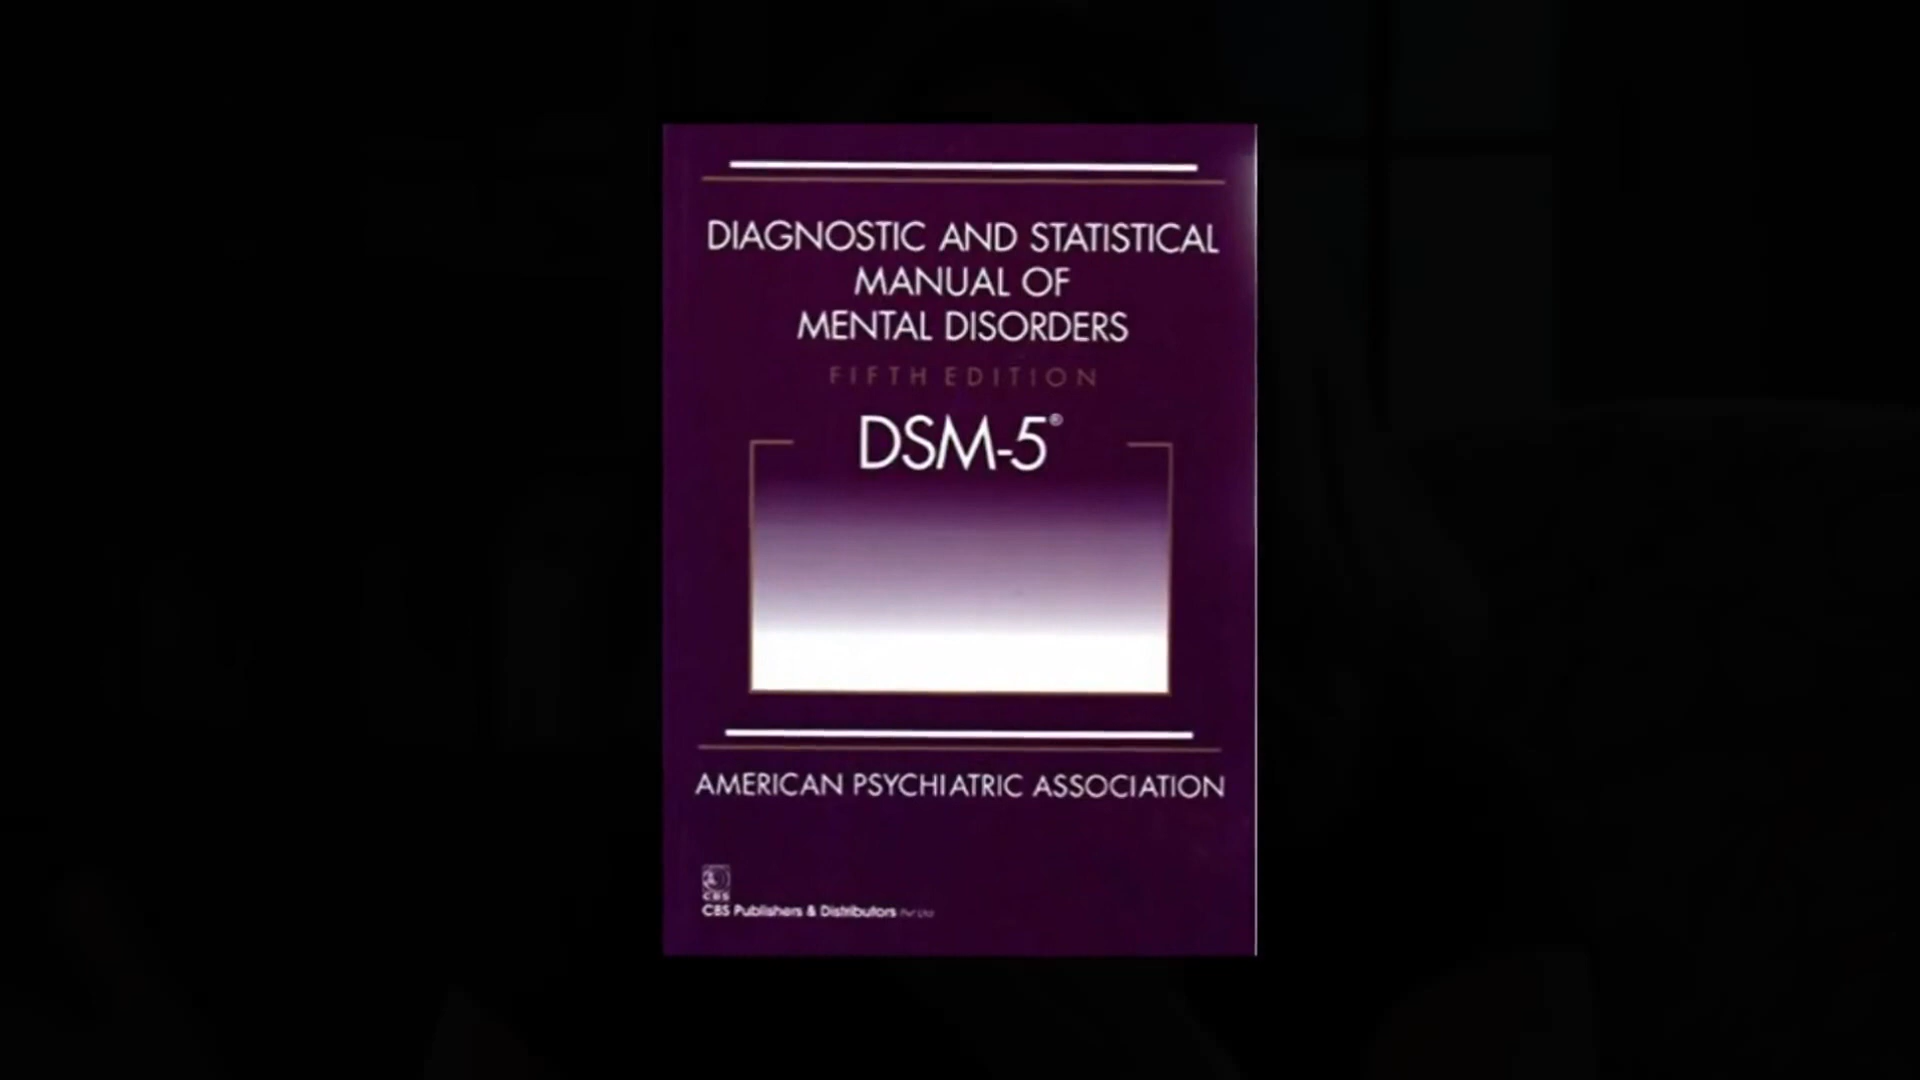 DIAGNOSTIC AND STATISTICAL
MANUAL OF
MENTAL DISORDERS
FIFTH EDITION
DSM-5®
AMERICAN PSYCHIATRIC ASSOCIATION
CBS
CBS Publishers & Distributors